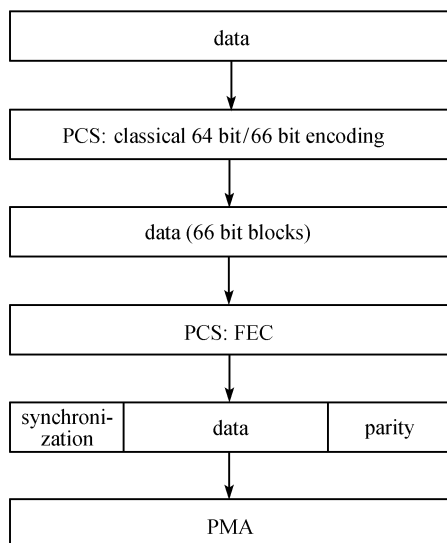 data
PCS: classical 64 bit/66 bit encoding
data (66 bit blocks)
PCS: FEC
synchroni-
zation
data
parity
PMA